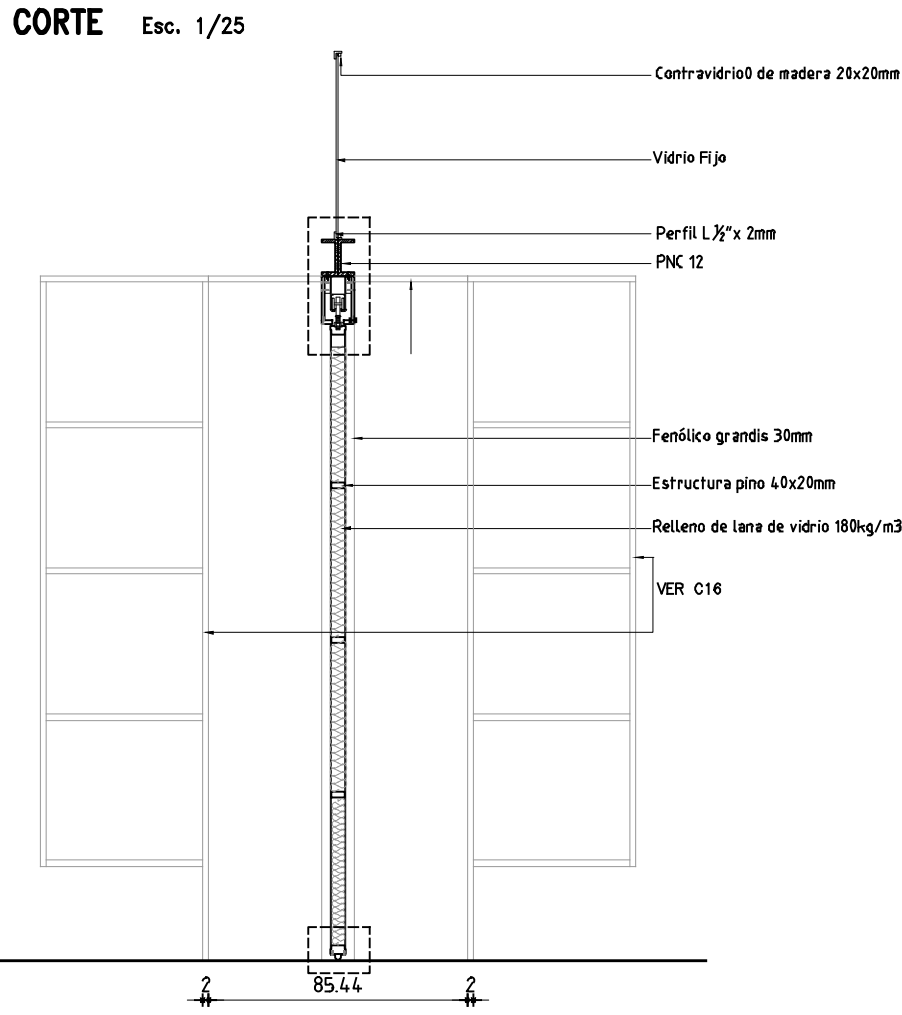 CORTE Esc. 1/25
Contravidrio0 de madera 20x20mm
Vidrio Fijo
Perfil L ½"x 2mm
PNC 12
Fenólico grandis 30mm
Estructura pino 40x20mm
Relleno de lana de vidrio 180kg/m3
VER C16
2 85.44 2